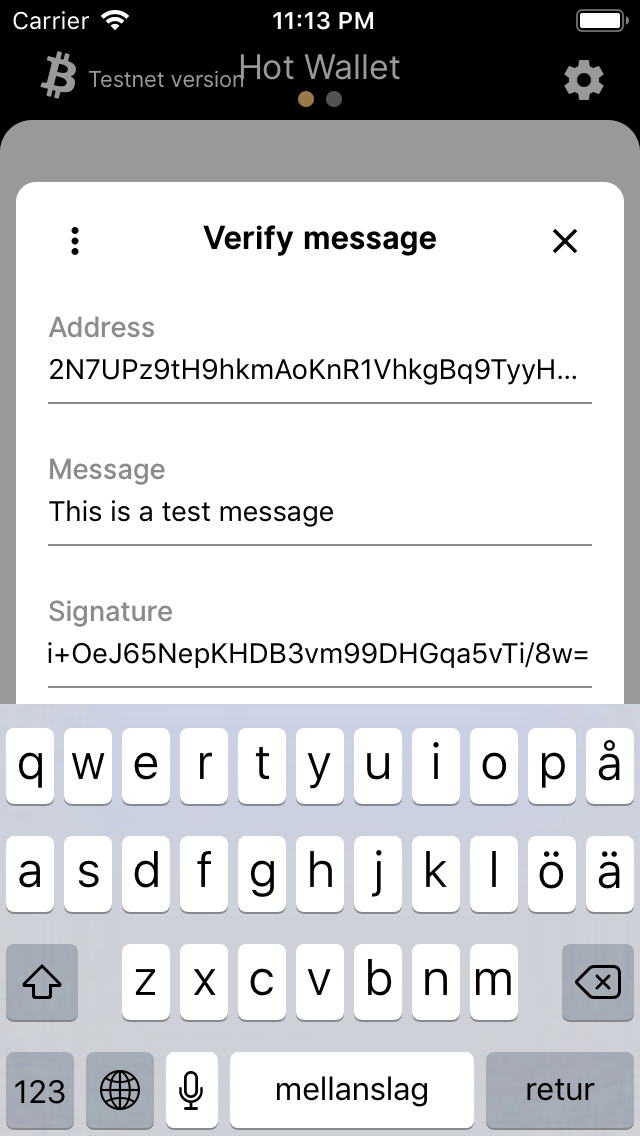 Carrier 11:13 PM
Testnet version Hot Wallet
Verify message
Address
2N7UPz9tH9hkmAoKnR1VhkgBq9TyyH...
Message
This is a test message
Signature
i+OeJ65NepKHDB3vm99DHGqa5vTi/8w=
q w e r t y u i o p å
a s d f g h j k l ö ä
z x c v b n m
123 mellanslag retur